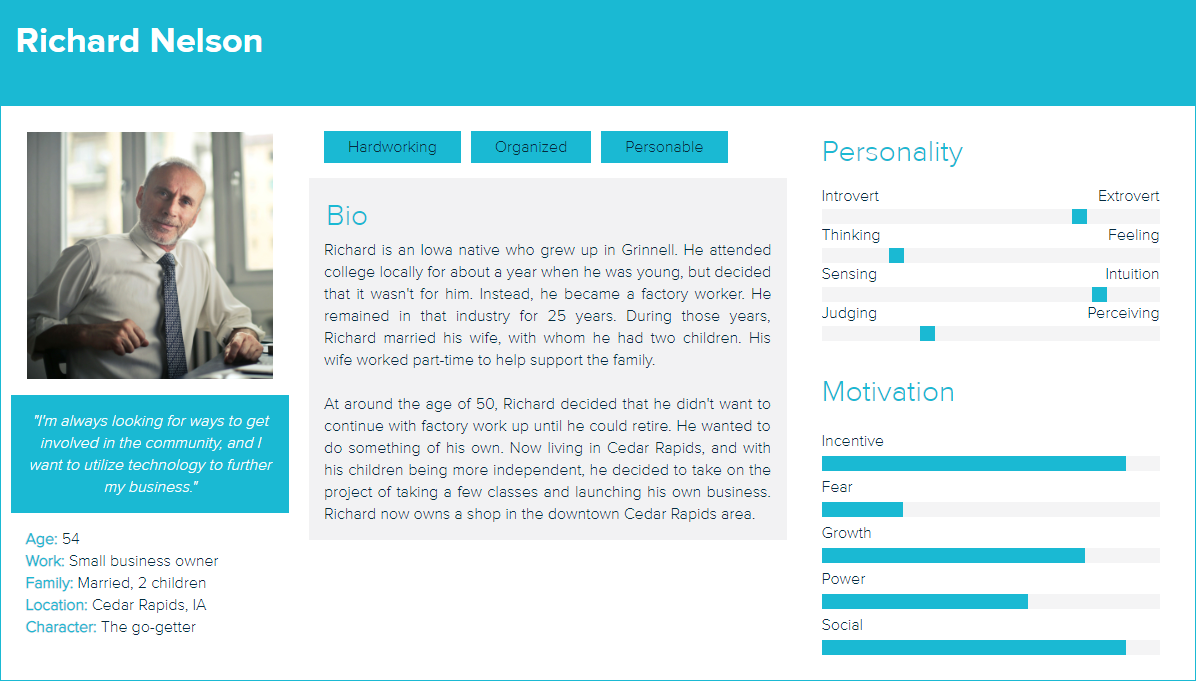 Richard Nelson
"I'm always looking for ways to get
involved in the community, and I
want to utilize technology to further
my business."
Age: 54
Work: Small business owner
Family: Married, 2 children
Location: Cedar Rapids, IA
Character: The go-getter
Hardworking Organized Personable
Bio
Richard is an Iowa native who grew up in Grinnell. He attended
college locally for about a year when he was young, but decided
that it wasn't for him. Instead, he became a factory worker. He
remained in that industry for 25 years. During those years,
Richard married his wife, with whom he had two children. His
wife worked part-time to help support the family.
At around the age of 50, Richard decided that he didn't want to
continue with factory work up until he could retire. He wanted to
do something of his own. Now living in Cedar Rapids, and with
his children being more independent, he decided to take on the
project of taking a few classes and launching his own business.
Richard now owns a shop in the downtown Cedar Rapids area.
Personality
Introvert Extrovert
Thinking Feeling
Sensing Intuition
Judging Perceiving
Motivation
Incentive
Fear
Growth
Power
Social